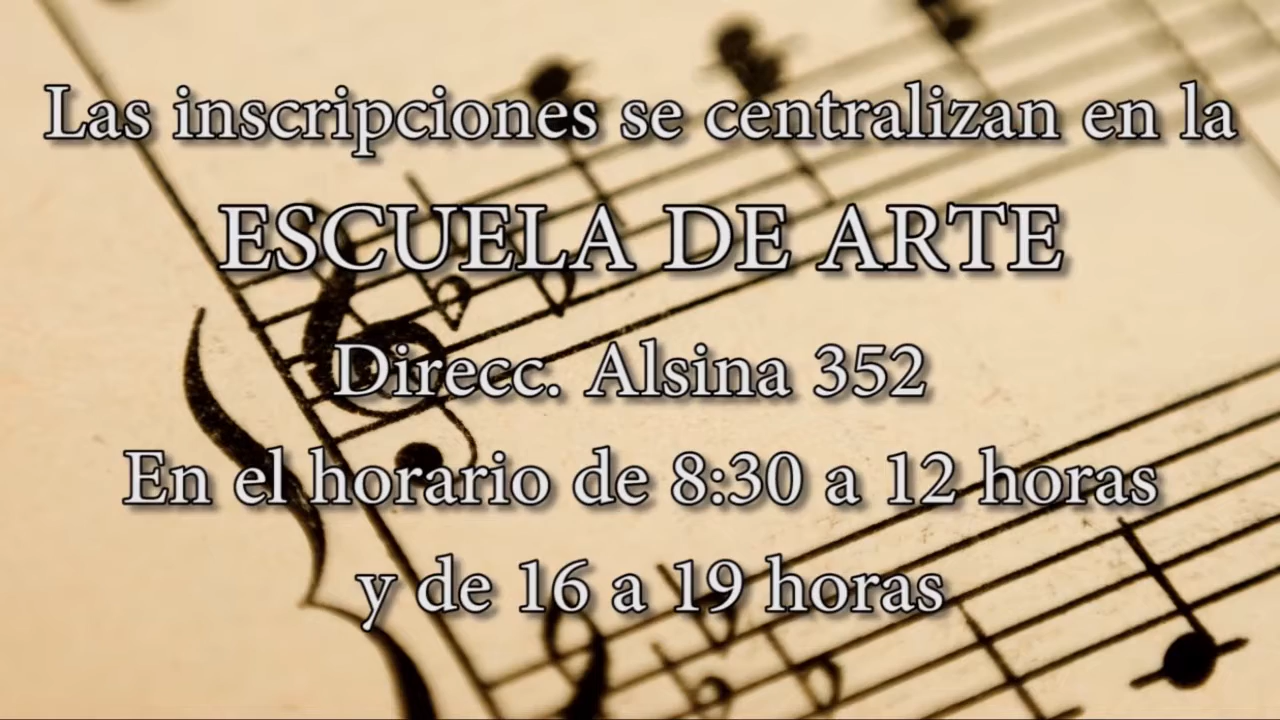 Las inscripciones se centralizan en la
ESCUELA DE ARTE
Direcc. Alsina 352
En el horario de 8:30 a 12 horas
y de 16 a 19 horas